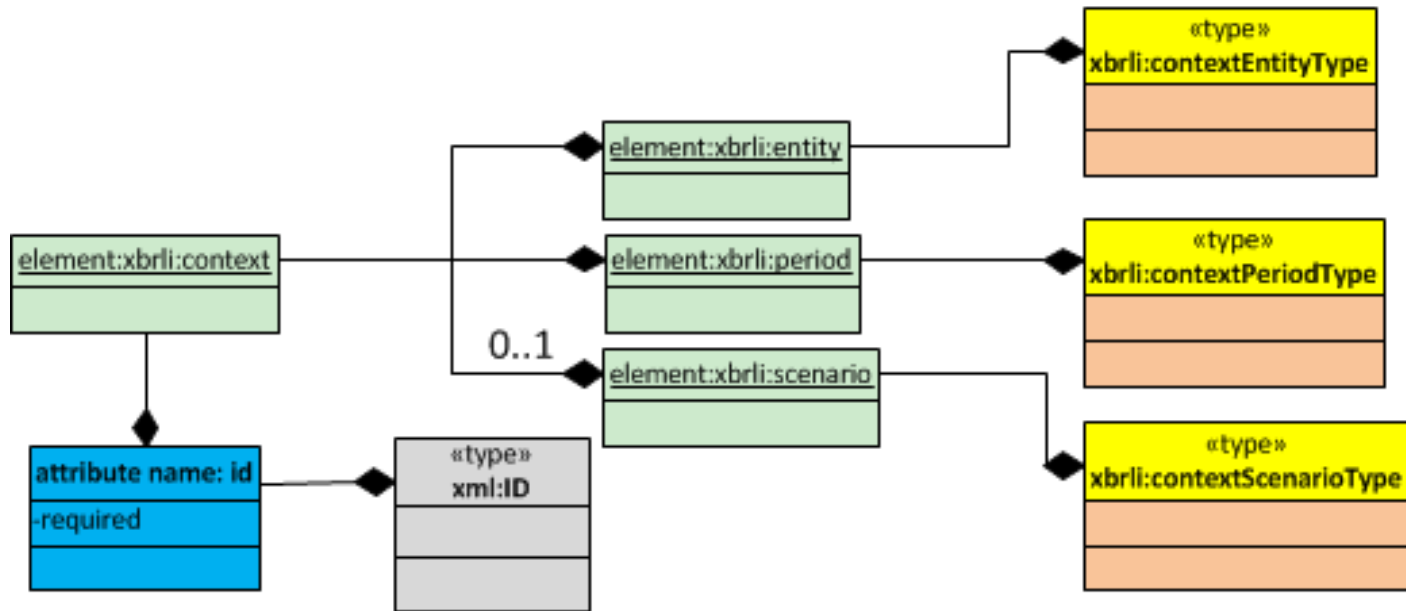 «type»
xbrli:contextEntityType
element:xbrli:entity
element:xbrli:context
element:xbrli:period
«type»
xbrli:contextPeriodType
0..1
element:xbrli:scenario
attribute name: id
-required
«type»
xml:ID
«type»
xbrli:contextScenarioType